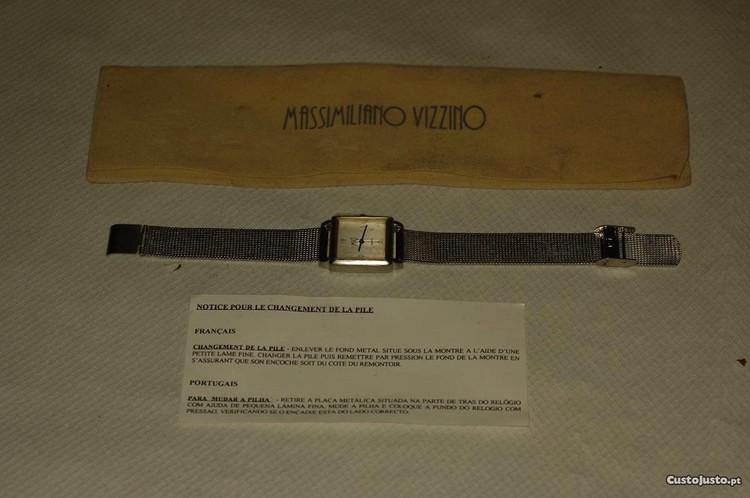 MASSIMILIANO VIZZINO
NOTICE POUR LE CHANGEMENT DE LA PILE
FRANÇAIS
CHANGEMENT DE LA PILE - ENLEVER LE FOND METAL SITUE SOUS LA MONTRE A L'AIDE D'UNE
PETITE LAME FINE. CHANGER LA PILE PUIS REMETTRE PAR PRESSION LE FOND DE LA MONTRE EN
S'ASSURANT QUE SON ENCOCHE SOIT DU COTE DU REMONTOIR.
PORTUGAIS
PARA MUDAR A PILHA - RETIRE A PLACA METALICA SITUADA NA PARTE DE TRAS DO RELÒGIO
COM AJUDA DE PEQUENA LÁMINA FINA, MUDE A PILHA E COLOQUE A FUNDO DO RELOGIO COM
PRESSAO, VERIFICANDO SE O ENCAIXE ESTA DO LADO CORRECTO.
CustoJusto.pt